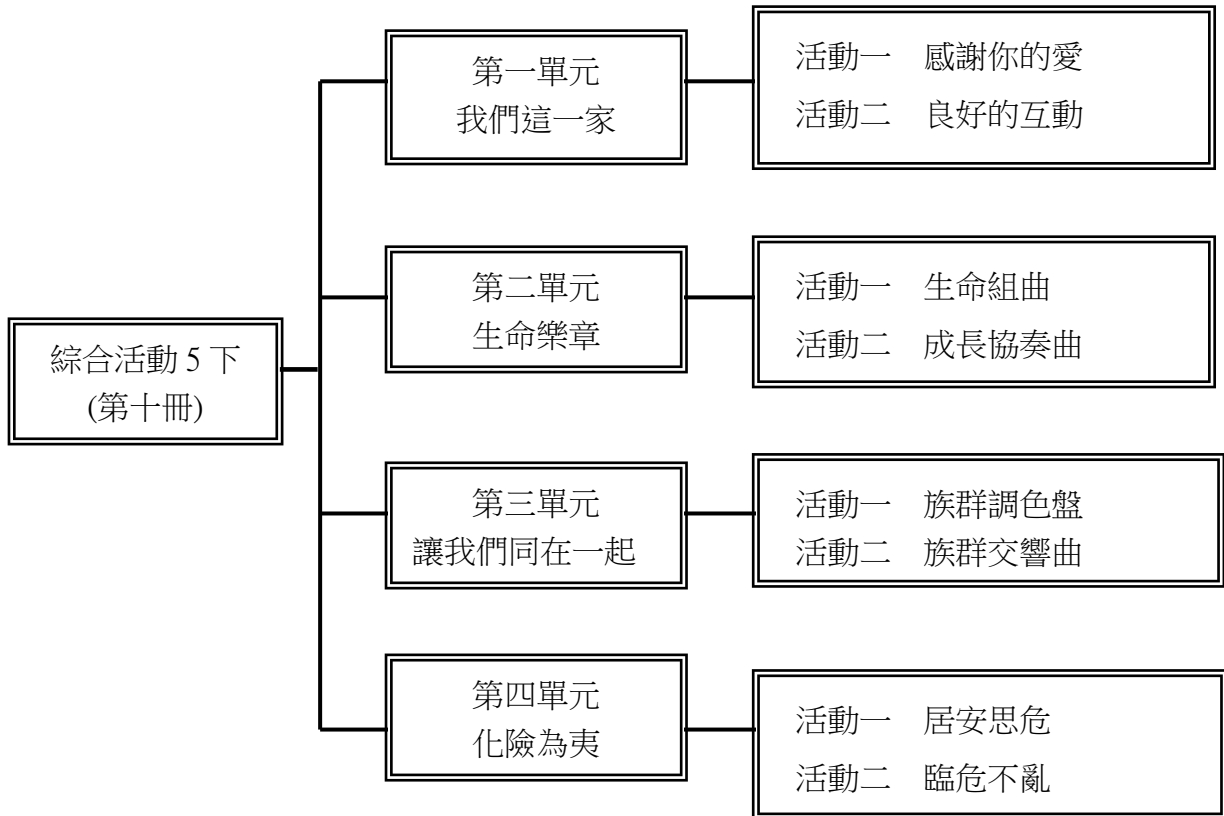 綜合活動 5 下
(第十冊)
第一單元
我們這一家
活動一　感謝你的愛
活動二　良好的互動
第二單元
生命樂章
活動一　生命組曲
活動二　成長協奏曲
第三單元
讓我們同在一起
活動一　族群調色盤
活動二　族群交響曲
第四單元
化險為夷
活動一　居安思危
活動二　臨危不亂